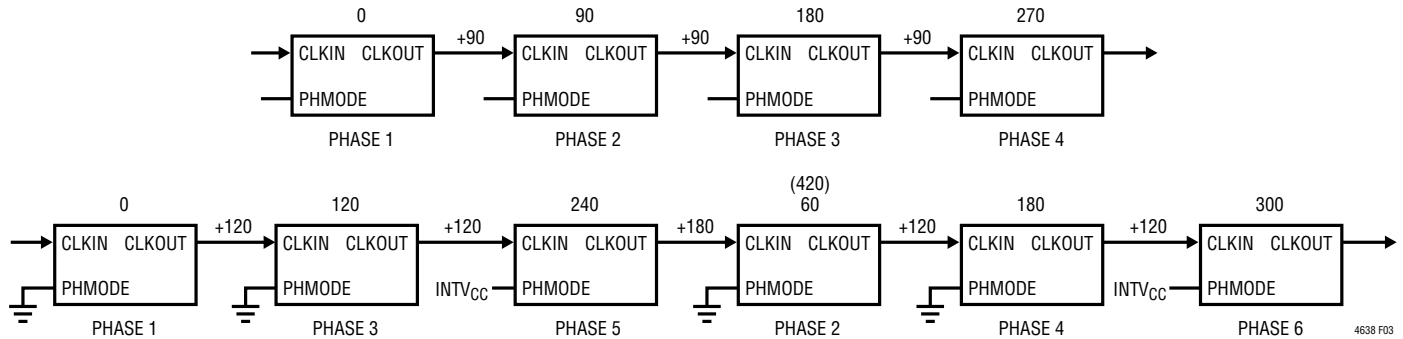 0 90 180 270
+90 +90 +90
CLKIN CLKOUT CLKIN CLKOUT CLKIN CLKOUT CLKIN CLKOUT
PHMODE PHMODE PHMODE PHMODE
PHASE 1 PHASE 2 PHASE 3 PHASE 4
(420)
0 120 240 60 180 300
+120 +120 +180 +120 +120
CLKIN CLKOUT CLKIN CLKOUT CLKIN CLKOUT CLKIN CLKOUT CLKIN CLKOUT CLKIN CLKOUT
PHMODE PHMODE INTVCC PHMODE PHMODE PHMODE INTVCC PHMODE
PHASE 1 PHASE 3 PHASE 5 PHASE 2 PHASE 4 PHASE 6
4638 F03